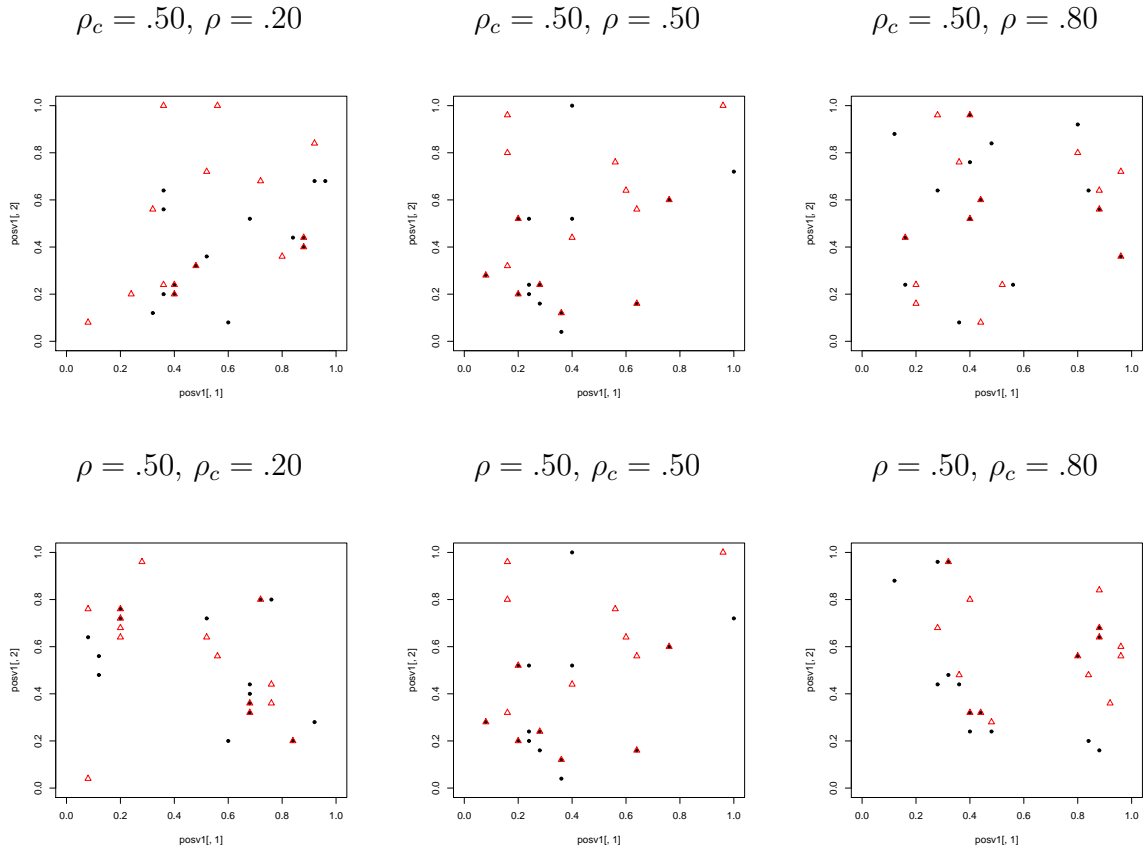 ρ_c = .50, ρ = .20
ρ_c = .50, ρ = .50
ρ_c = .50, ρ = .80
posv1[, 2]
0.0 0.2 0.4 0.6 0.8 1.0
0.0 0.2 0.4 0.6 0.8 1.0
posv1[, 1]
posv1[, 2]
0.0 0.2 0.4 0.6 0.8 1.0
0.0 0.2 0.4 0.6 0.8 1.0
posv1[, 1]
posv1[, 2]
0.0 0.2 0.4 0.6 0.8 1.0
0.0 0.2 0.4 0.6 0.8 1.0
posv1[, 1]
ρ = .50, ρ_c = .20
ρ = .50, ρ_c = .50
ρ = .50, ρ_c = .80
posv1[, 2]
0.0 0.2 0.4 0.6 0.8 1.0
0.0 0.2 0.4 0.6 0.8 1.0
posv1[, 1]
posv1[, 2]
0.0 0.2 0.4 0.6 0.8 1.0
0.0 0.2 0.4 0.6 0.8 1.0
posv1[, 1]
posv1[, 2]
0.0 0.2 0.4 0.6 0.8 1.0
0.0 0.2 0.4 0.6 0.8 1.0
posv1[, 1]